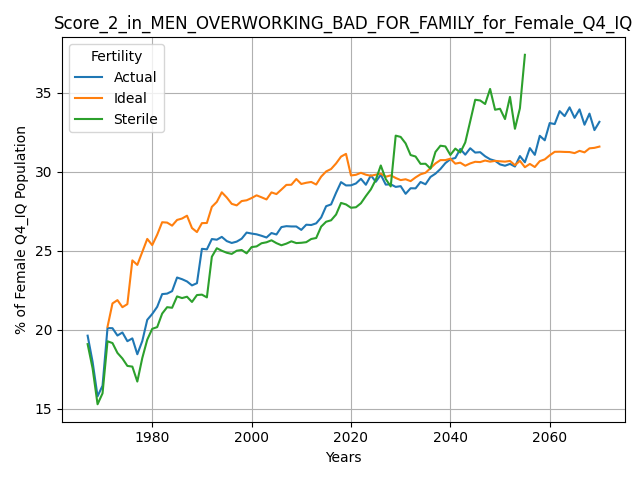 Score_2_in_MEN_OVERWORKING_BAD_FOR_FAMILY_for_Female_Q4_IQ
Fertility
Actual
Ideal
Sterile
% of Female Q4_IQ Population
35
30
25
20
15
1980
2000
2020
2040
2060
Years